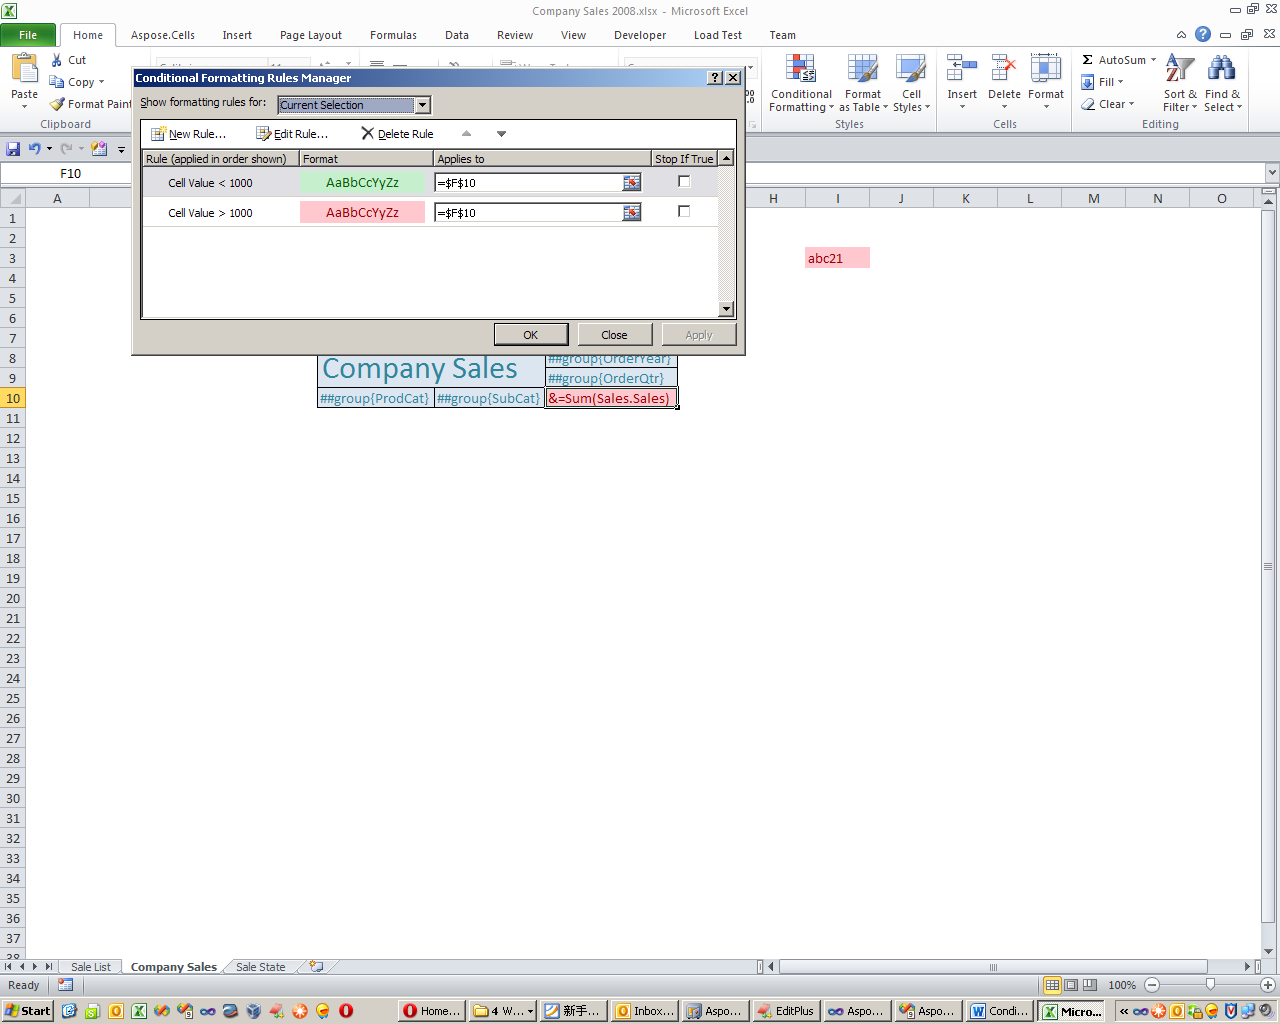 Company Sales 2008.xlsx - Microsoft Excel
File Home Aspose.Cells Insert Page Layout Formulas Data Review View Developer Load Test Team
Paste
Cut
Copy
Format Paint
Clipboard
Conditional Formatting
Format as Table
Cell Styles
Styles
Insert Delete Format
Cells
AutoSum
Fill
Clear
Sort & Filter
Find & Select
Editing
Conditional Formatting Rules Manager
Show formatting rules for: Current Selection
New Rule... Edit Rule... Delete Rule
Rule (applied in order shown) Format Applies to Stop If True
Cell Value < 1000 AaBbCcYyZz =$F$10
Cell Value > 1000 AaBbCcYyZz =$F$10
OK Close Apply
F10
A H I J K L M N O
1
2
3 abc21
4
5
6
7
8 Company Sales ##group{OrderYear}
9 ##group{OrderQtr}
10 ##group{ProdCat} ##group{SubCat} &=Sum(Sales.Sales)
11
12
13
14
15
16
17
18
19
20
21
22
23
24
25
26
27
28
29
30
31
32
33
34
35
36
37
38
Sale List Company Sales Sale State
Ready 100%
Start Home... 4 W... 新手... Inbox... Aspo... EditPlus Aspo... Aspo... Condi... Micro...